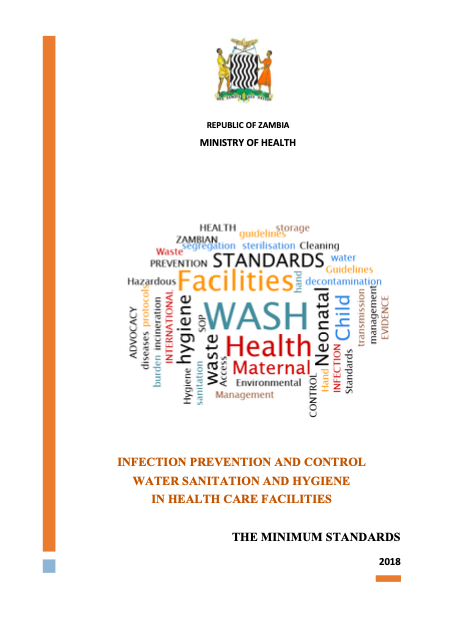 REPUBLIC OF ZAMBIA
MINISTRY OF HEALTH
HEALTH
storage
guidelines
ZAMBIAN
segregation
sterilisation
Cleaning
Waste
PREVENTION
STANDARDS
water
Guidelines
Hazardous
Facilities
hand
decontamination
ADVOCACY
diseases
protocols
burden
incineration
INTERNATIONAL
hygiene
Hygiene
sanitation
SOP
waste
Access
WASH
Health
Maternal
Environmental
Management
Neonatal
CONTROL
Child
Hand
INFECTION
Standards
transmission
management
EVIDENCE
INFECTION PREVENTION AND CONTROL
WATER SANITATION AND HYGIENE
IN HEALTH CARE FACILITIES
THE MINIMUM STANDARDS
2018